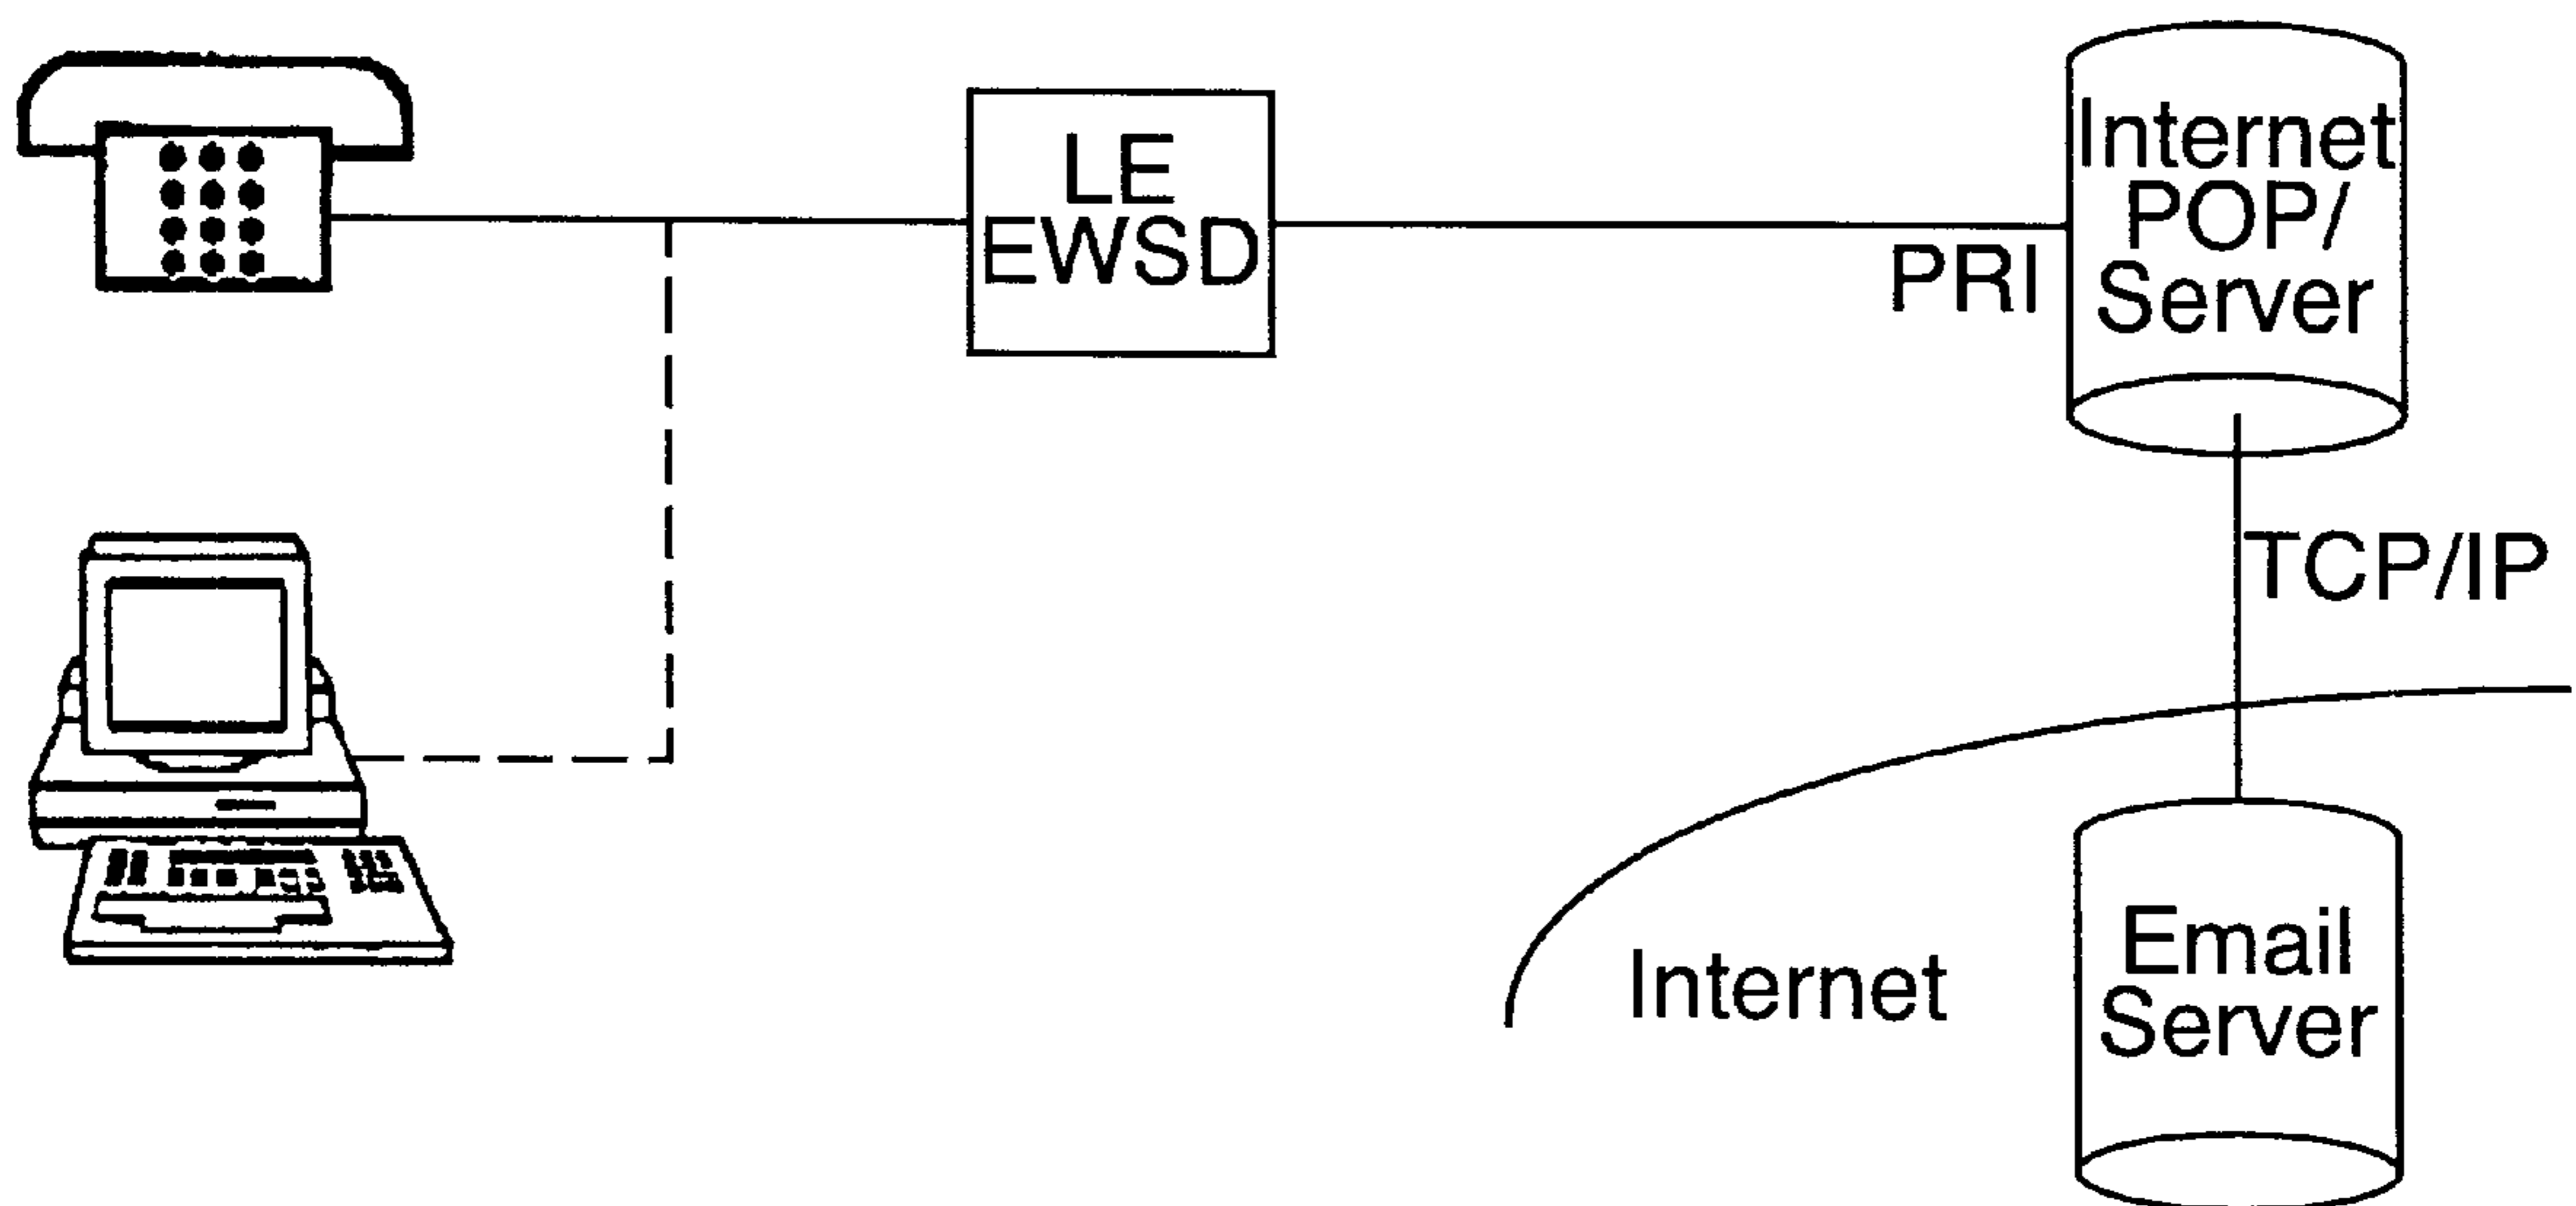 LE
EWSD
Internet
POP/
Server
PRI
TCP/IP
Internet
Email
Server